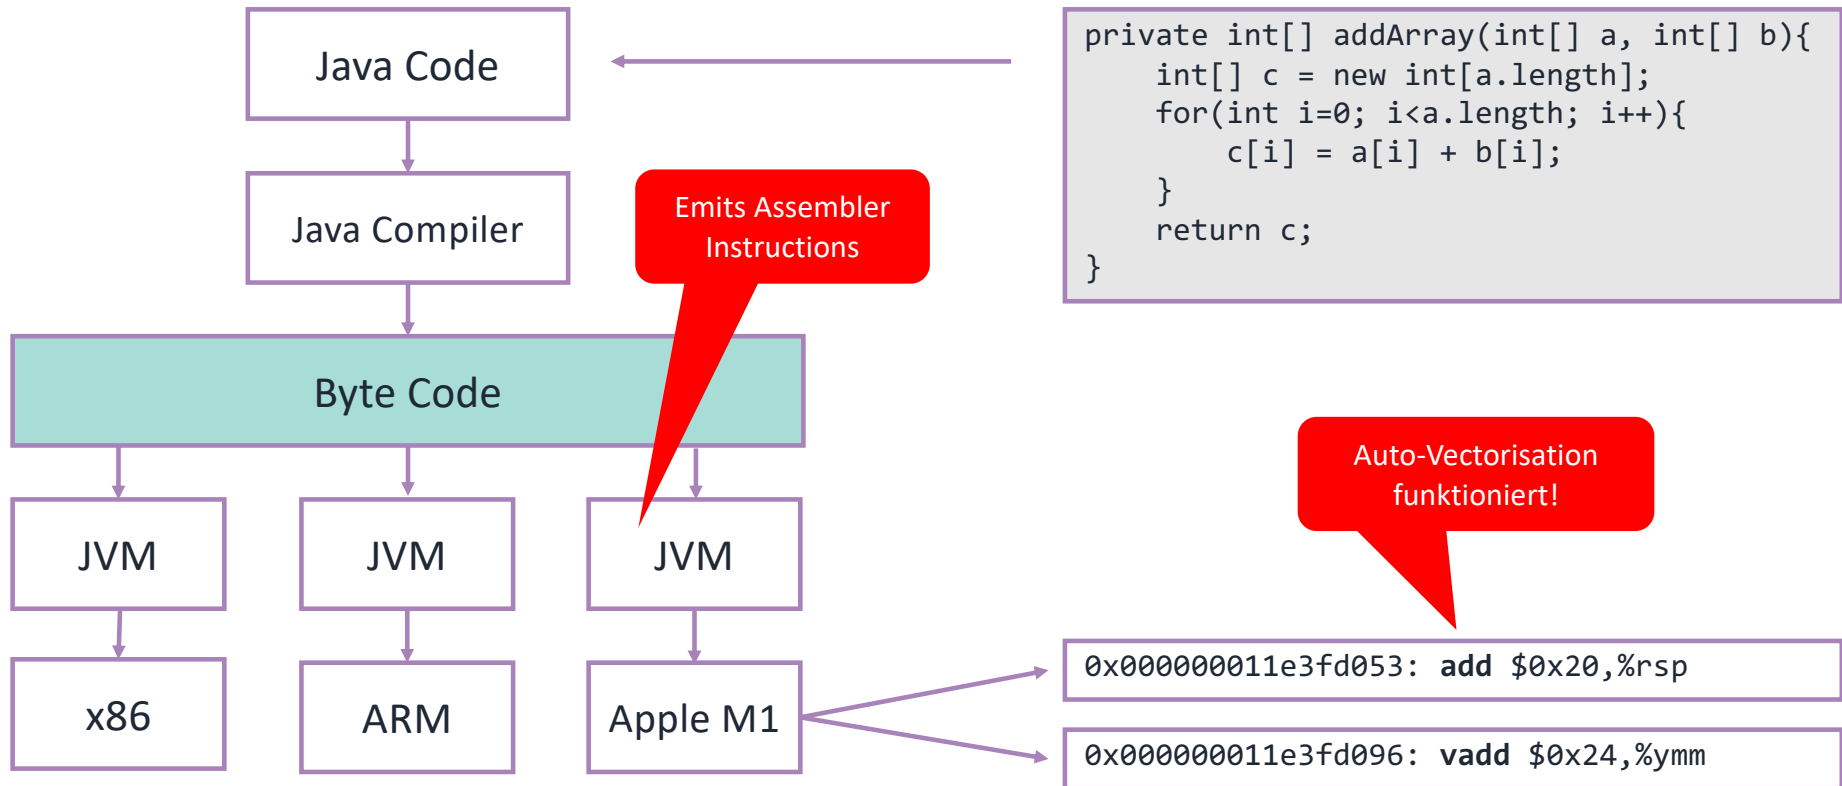 Java Code
private int[] addArray(int[] a, int[] b){
    int[] c = new int[a.length];
    for(int i=0; i<a.length; i++){
        c[i] = a[i] + b[i];
    }
    return c;
}
Java Compiler
Emits Assembler
Instructions
Byte Code
Auto-Vectorisation
funktioniert!
JVM
JVM
JVM
x86
ARM
Apple M1
0x000000011e3fd053: add $0x20,%rsp
0x000000011e3fd096: vadd $0x24,%ymm